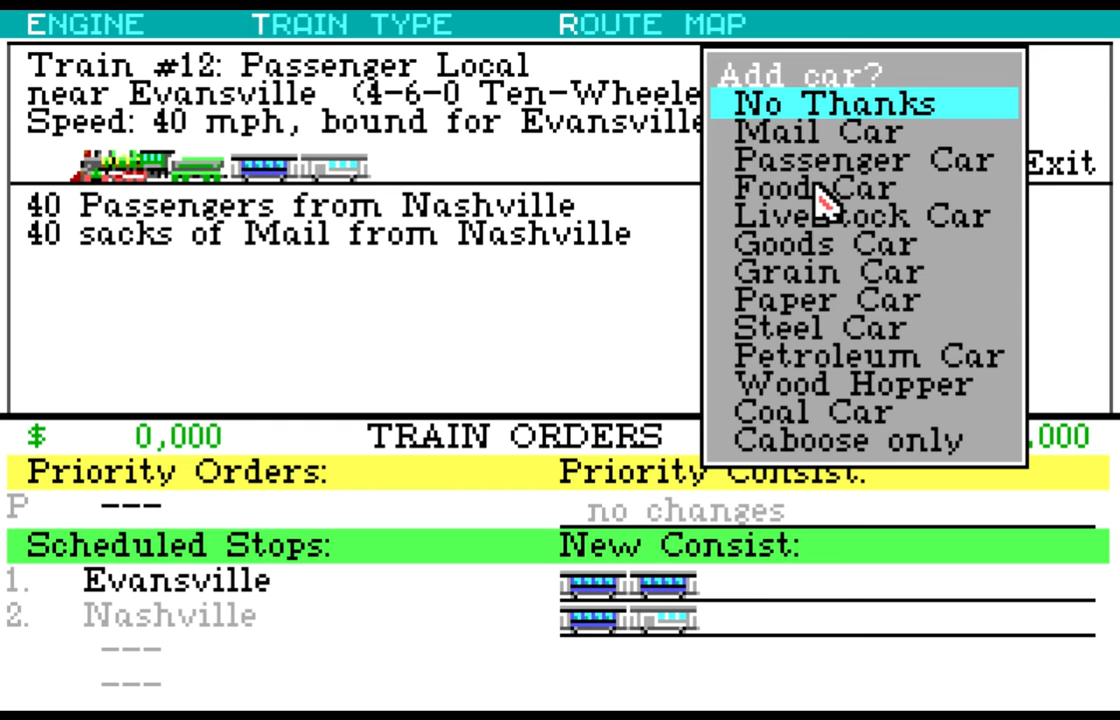 ENGINE TRAIN TYPE ROUTE MAP
Train #12: Passenger Local
near Evansville (4-6-0 Ten-Wheele
Speed: 40 mph, bound for Evansville
Exit
40 Passengers from Nashville
40 sacks of Mail from Nashville
Add car?
No Thanks
Mail Car
Passenger Car
Food Car
Livestock Car
Goods Car
Grain Car
Paper Car
Steel Car
Petroleum Car
Wood Hopper
Coal Car
Caboose only
$ 0,000 TRAIN ORDERS ,000
Priority Orders: Priority Consist:
P --- no changes
Scheduled Stops: New Consist:
1. Evansville
2. Nashville
---
---